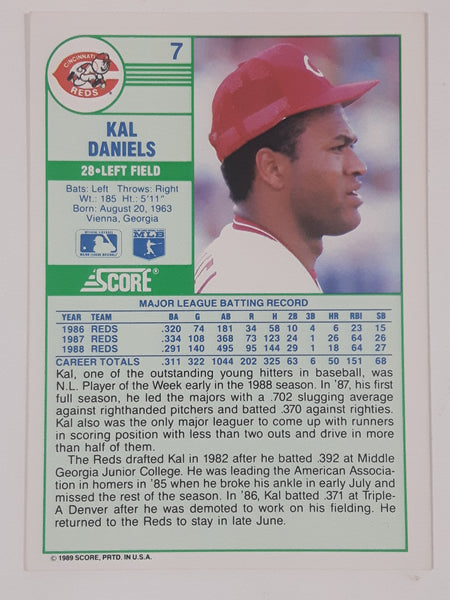 CINCINNATI
REDS
7
KAL
DANIELS
28•LEFT FIELD
Bats: Left Throws: Right
Wt.: 185 Ht.: 5'11"
Born: August 20, 1963
Vienna, Georgia
MLB
SCORE®
MAJOR LEAGUE BATTING RECORD
YEAR TEAM BA G AB R H 2B 3B HR RBI SB
1986 REDS .320 74 181 34 58 10 4 6 23 15
1987 REDS .334 108 368 73 123 24 1 26 64 26
1988 REDS .291 140 495 95 144 29 1 18 64 27
CAREER TOTALS .311 322 1044 202 325 63 6 50 151 68
Kal, one of the outstanding young hitters in baseball, was
N.L. Player of the Week early in the 1988 season. In '87, his first
full season, he led the majors with a .702 slugging average
against righthanded pitchers and batted .370 against righties.
Kal also was the only major leaguer to come up with runners
in scoring position with less than two outs and drive in more
than half of them.
The Reds drafted Kal in 1982 after he batted .392 at Middle
Georgia Junior College. He was leading the American Associa-
tion in homers in '85 when he broke his ankle in early July and
missed the rest of the season. In '86, Kal batted .371 at Triple-
A Denver after he was demoted to work on his fielding. He
returned to the Reds to stay in late June.
© 1989 SCORE, PRTD. IN U.S.A.